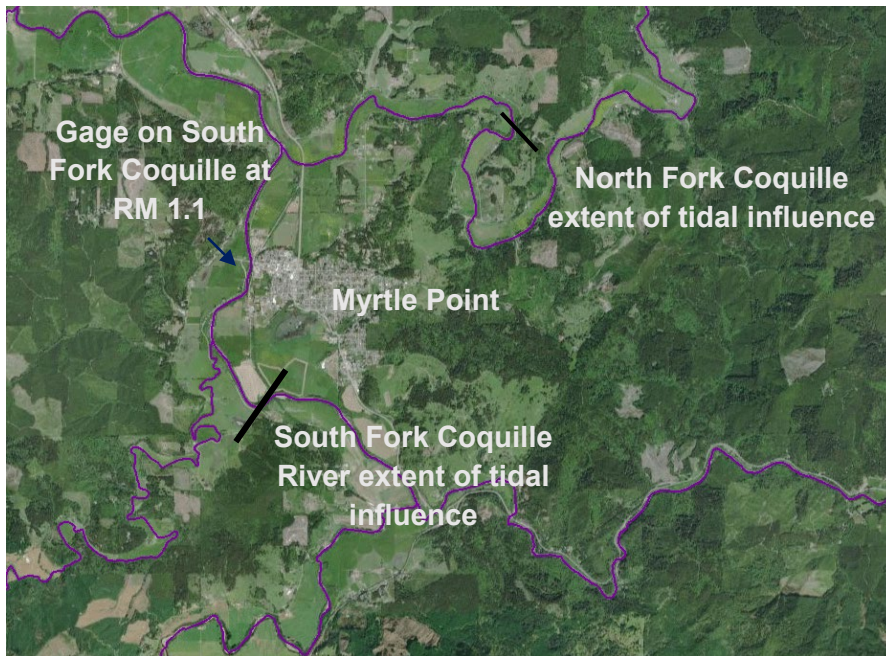 Gage on South
Fork Coquille at
RM 1.1
North Fork Coquille
extent of tidal influence
Myrtle Point
South Fork Coquille
River extent of tidal
influence